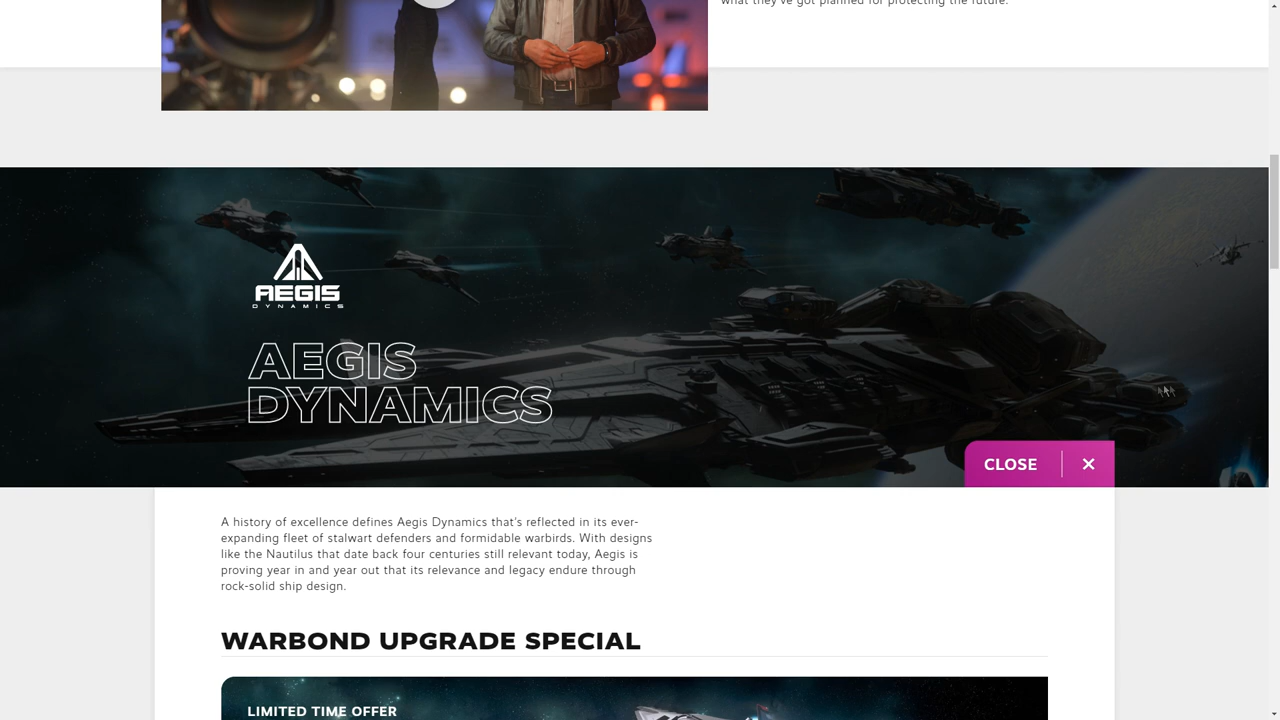 what they've got planned for protecting the future.
AEGIS
DYNAMICS
AEGIS
DYNAMICS
CLOSE
A history of excellence defines Aegis Dynamics that's reflected in its ever-
expanding fleet of stalwart defenders and formidable warbirds. With designs
like the Nautilus that date back four centuries still relevant today, Aegis is
proving year in and year out that its relevance and legacy endure through
rock-solid ship design.
WARBOND UPGRADE SPECIAL
LIMITED TIME OFFER